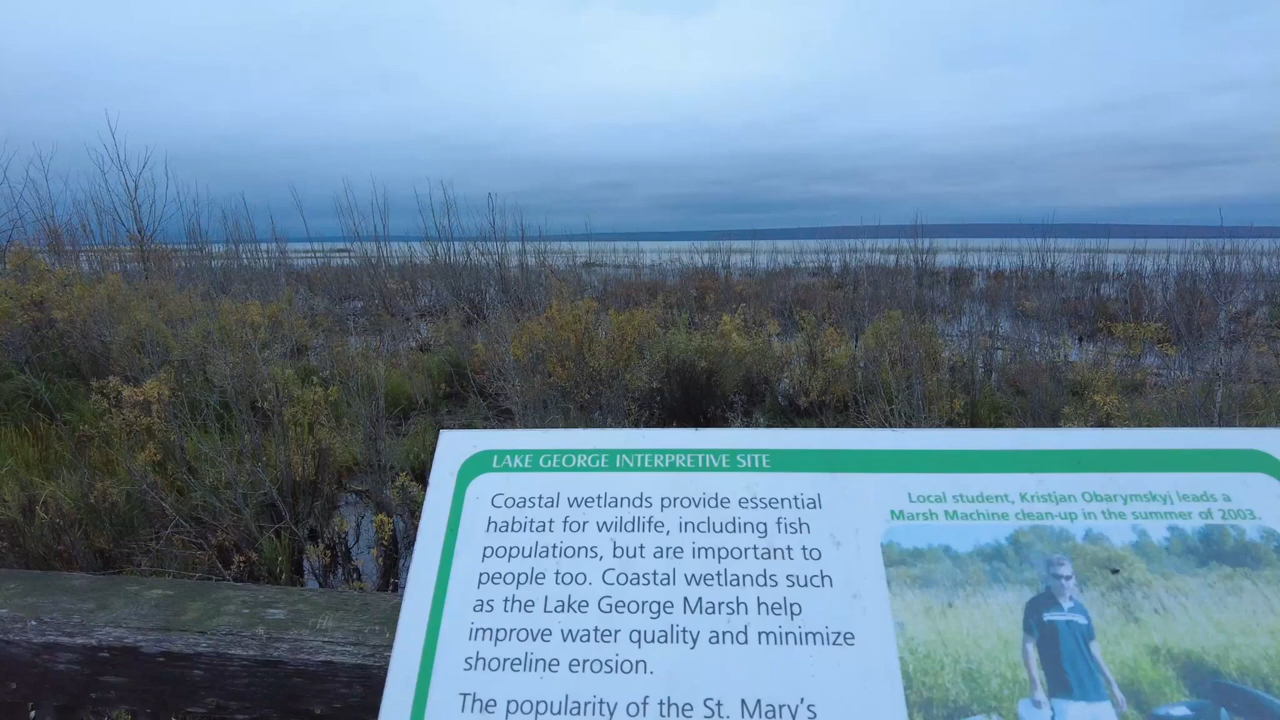 LAKE GEORGE INTERPRETIVE SITE
Coastal wetlands provide essential
habitat for wildlife, including fish
populations, but are important to
people too. Coastal wetlands such
as the Lake George Marsh help
improve water quality and minimize
shoreline erosion.
The popularity of the St. Mary's
Local student, Kristjan Obarymskyj leads a
Marsh Machine clean-up in the summer of 2003.